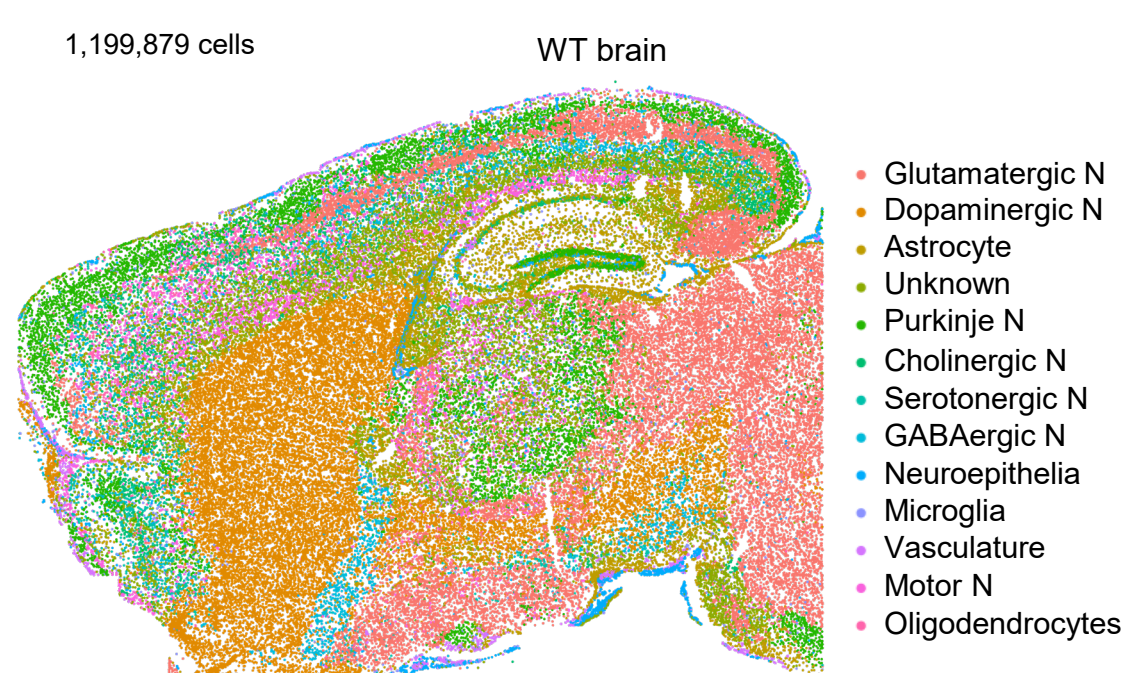 1,199,879 cells
WT brain
Glutamatergic N
Dopaminergic N
Astrocyte
Unknown
Purkinje N
Cholinergic N
Serotonergic N
GABAergic N
Neuroepithelia
Microglia
Vasculature
Motor N
Oligodendrocytes